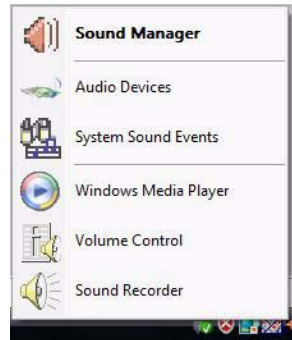 Sound Manager
Audio Devices
System Sound Events
Windows Media Player
Volume Control
Sound Recorder